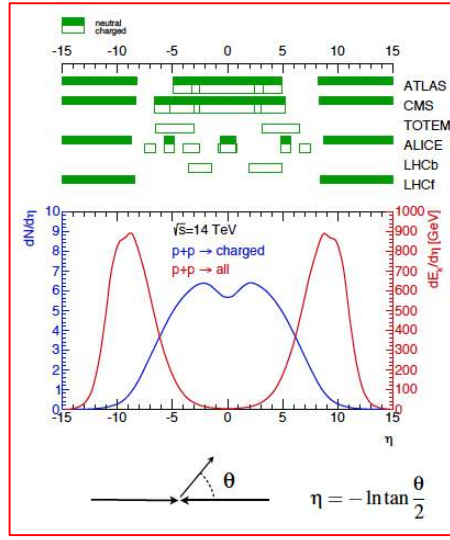 neutral
charged
-15 -10 -5 0 5 10 15
ATLAS
CMS
TOTEM
ALICE
LHCb
LHCf
dN/dη
10
9
8
7
6
5
4
3
2
1
0
√s=14 TeV
p+p → charged
p+p → all
1000
900
800
700
600
500
400
300
200
100
0
dE_k/dη [GeV]
-15 -10 -5 0 5 10 15
η
θ
η = −ln tan θ/2